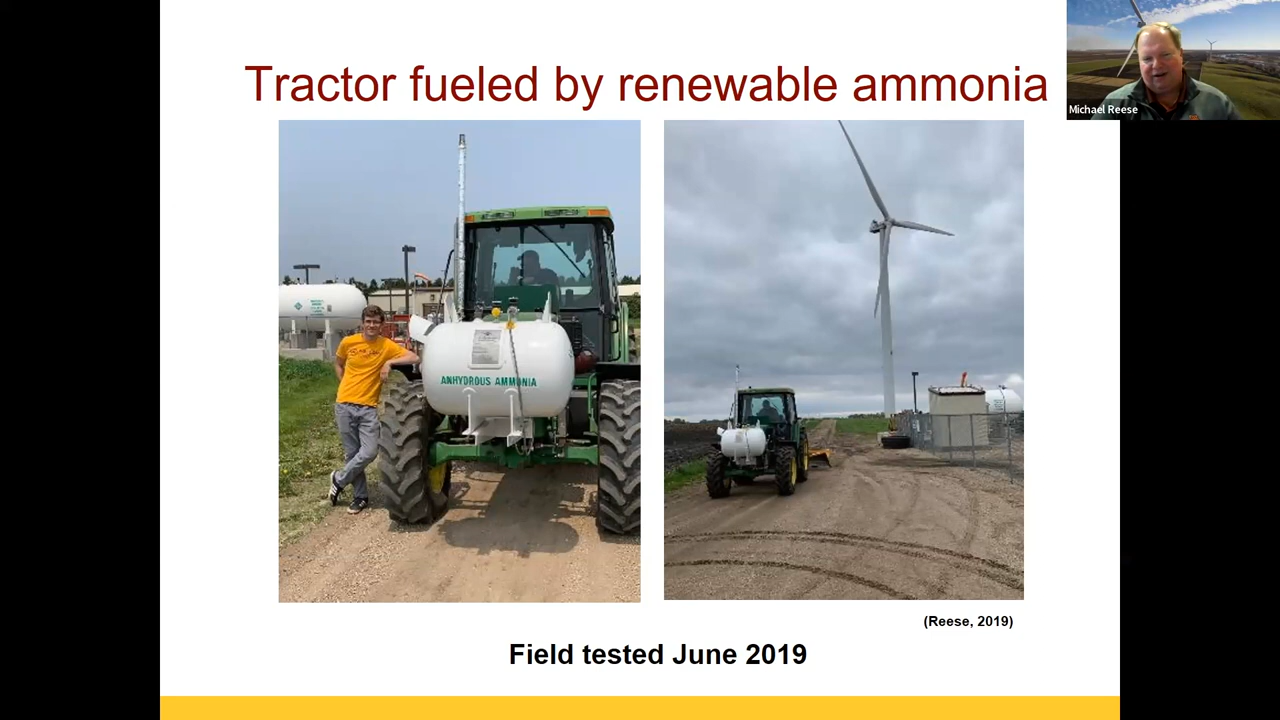 Tractor fueled by renewable ammonia
Michael Reese
ANHYDROUS AMMONIA
(Reese, 2019)
Field tested June 2019